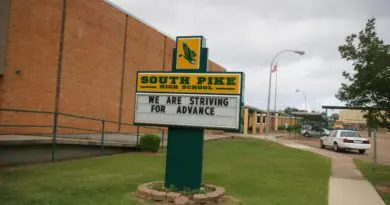 SOUTH PIKE
HIGH SCHOOL
WE ARE STRIVING
FOR ADVANCE